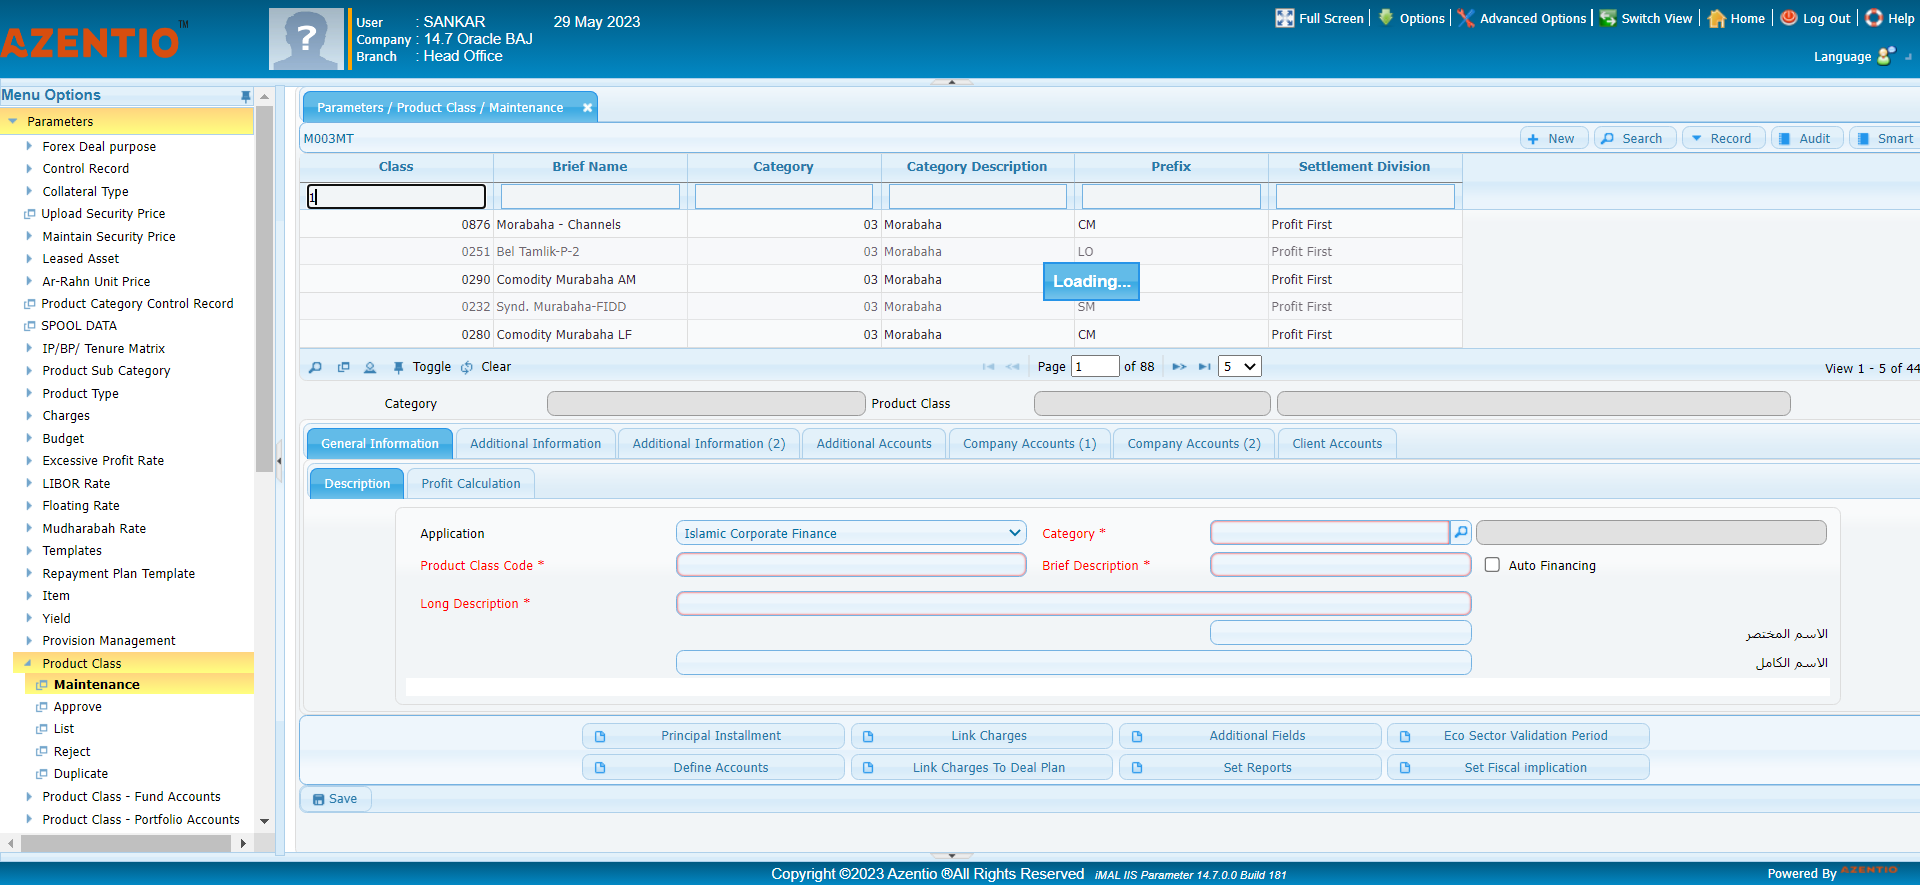 AZENTIO™
User : SANKAR 29 May 2023
Company : 14.7 Oracle BAJ
Branch : Head Office
Full Screen Options Advanced Options Switch View Home Log Out Help
Language
Menu Options
Parameters
Forex Deal purpose
Control Record
Collateral Type
Upload Security Price
Maintain Security Price
Leased Asset
Ar-Rahn Unit Price
Product Category Control Record
SPOOL DATA
IP/BP/ Tenure Matrix
Product Sub Category
Product Type
Charges
Budget
Excessive Profit Rate
LIBOR Rate
Floating Rate
Mudharabah Rate
Templates
Repayment Plan Template
Item
Yield
Provision Management
Product Class
Maintenance
Approve
List
Reject
Duplicate
Product Class - Fund Accounts
Product Class - Portfolio Accounts
Parameters / Product Class / Maintenance
M003MT
New Search Record Audit Smart
Class Brief Name Category Category Description Prefix Settlement Division
1
0876 Morabaha - Channels 03 Morabaha CM Profit First
0251 Bel Tamlik-P-2 03 Morabaha LO Profit First
0290 Comodity Murabaha AM 03 Morabaha Profit First
Loading...
0232 Synd. Murabaha-FIDD 03 Morabaha SM Profit First
0280 Comodity Murabaha LF 03 Morabaha CM Profit First
Toggle Clear Page 1 of 88 5 View 1 - 5 of 44
Category Product Class
General Information Additional Information Additional Information (2) Additional Accounts Company Accounts (1) Company Accounts (2) Client Accounts
Description Profit Calculation
Application Islamic Corporate Finance Category *
Product Class Code * Brief Description * Auto Financing
Long Description *
الاسم المختصر
الاسم الكامل
Principal Installment Link Charges Additional Fields Eco Sector Validation Period
Define Accounts Link Charges To Deal Plan Set Reports Set Fiscal implication
Save
Copyright ©2023 Azentio ®All Rights Reserved iMAL IIS Parameter 14.7.0.0 Build 181
Powered By AZENTIO